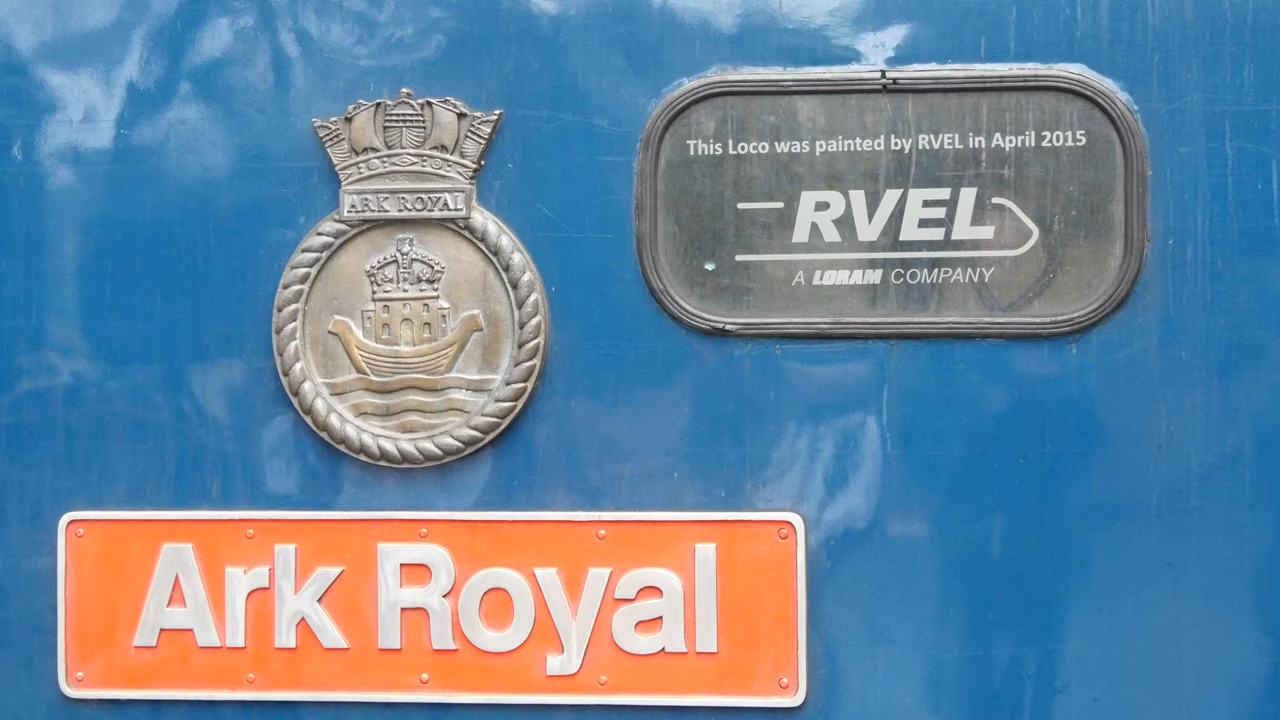 ARK ROYAL
This Loco was painted by RVEL in April 2015
RVEL
A LORAM COMPANY
Ark Royal